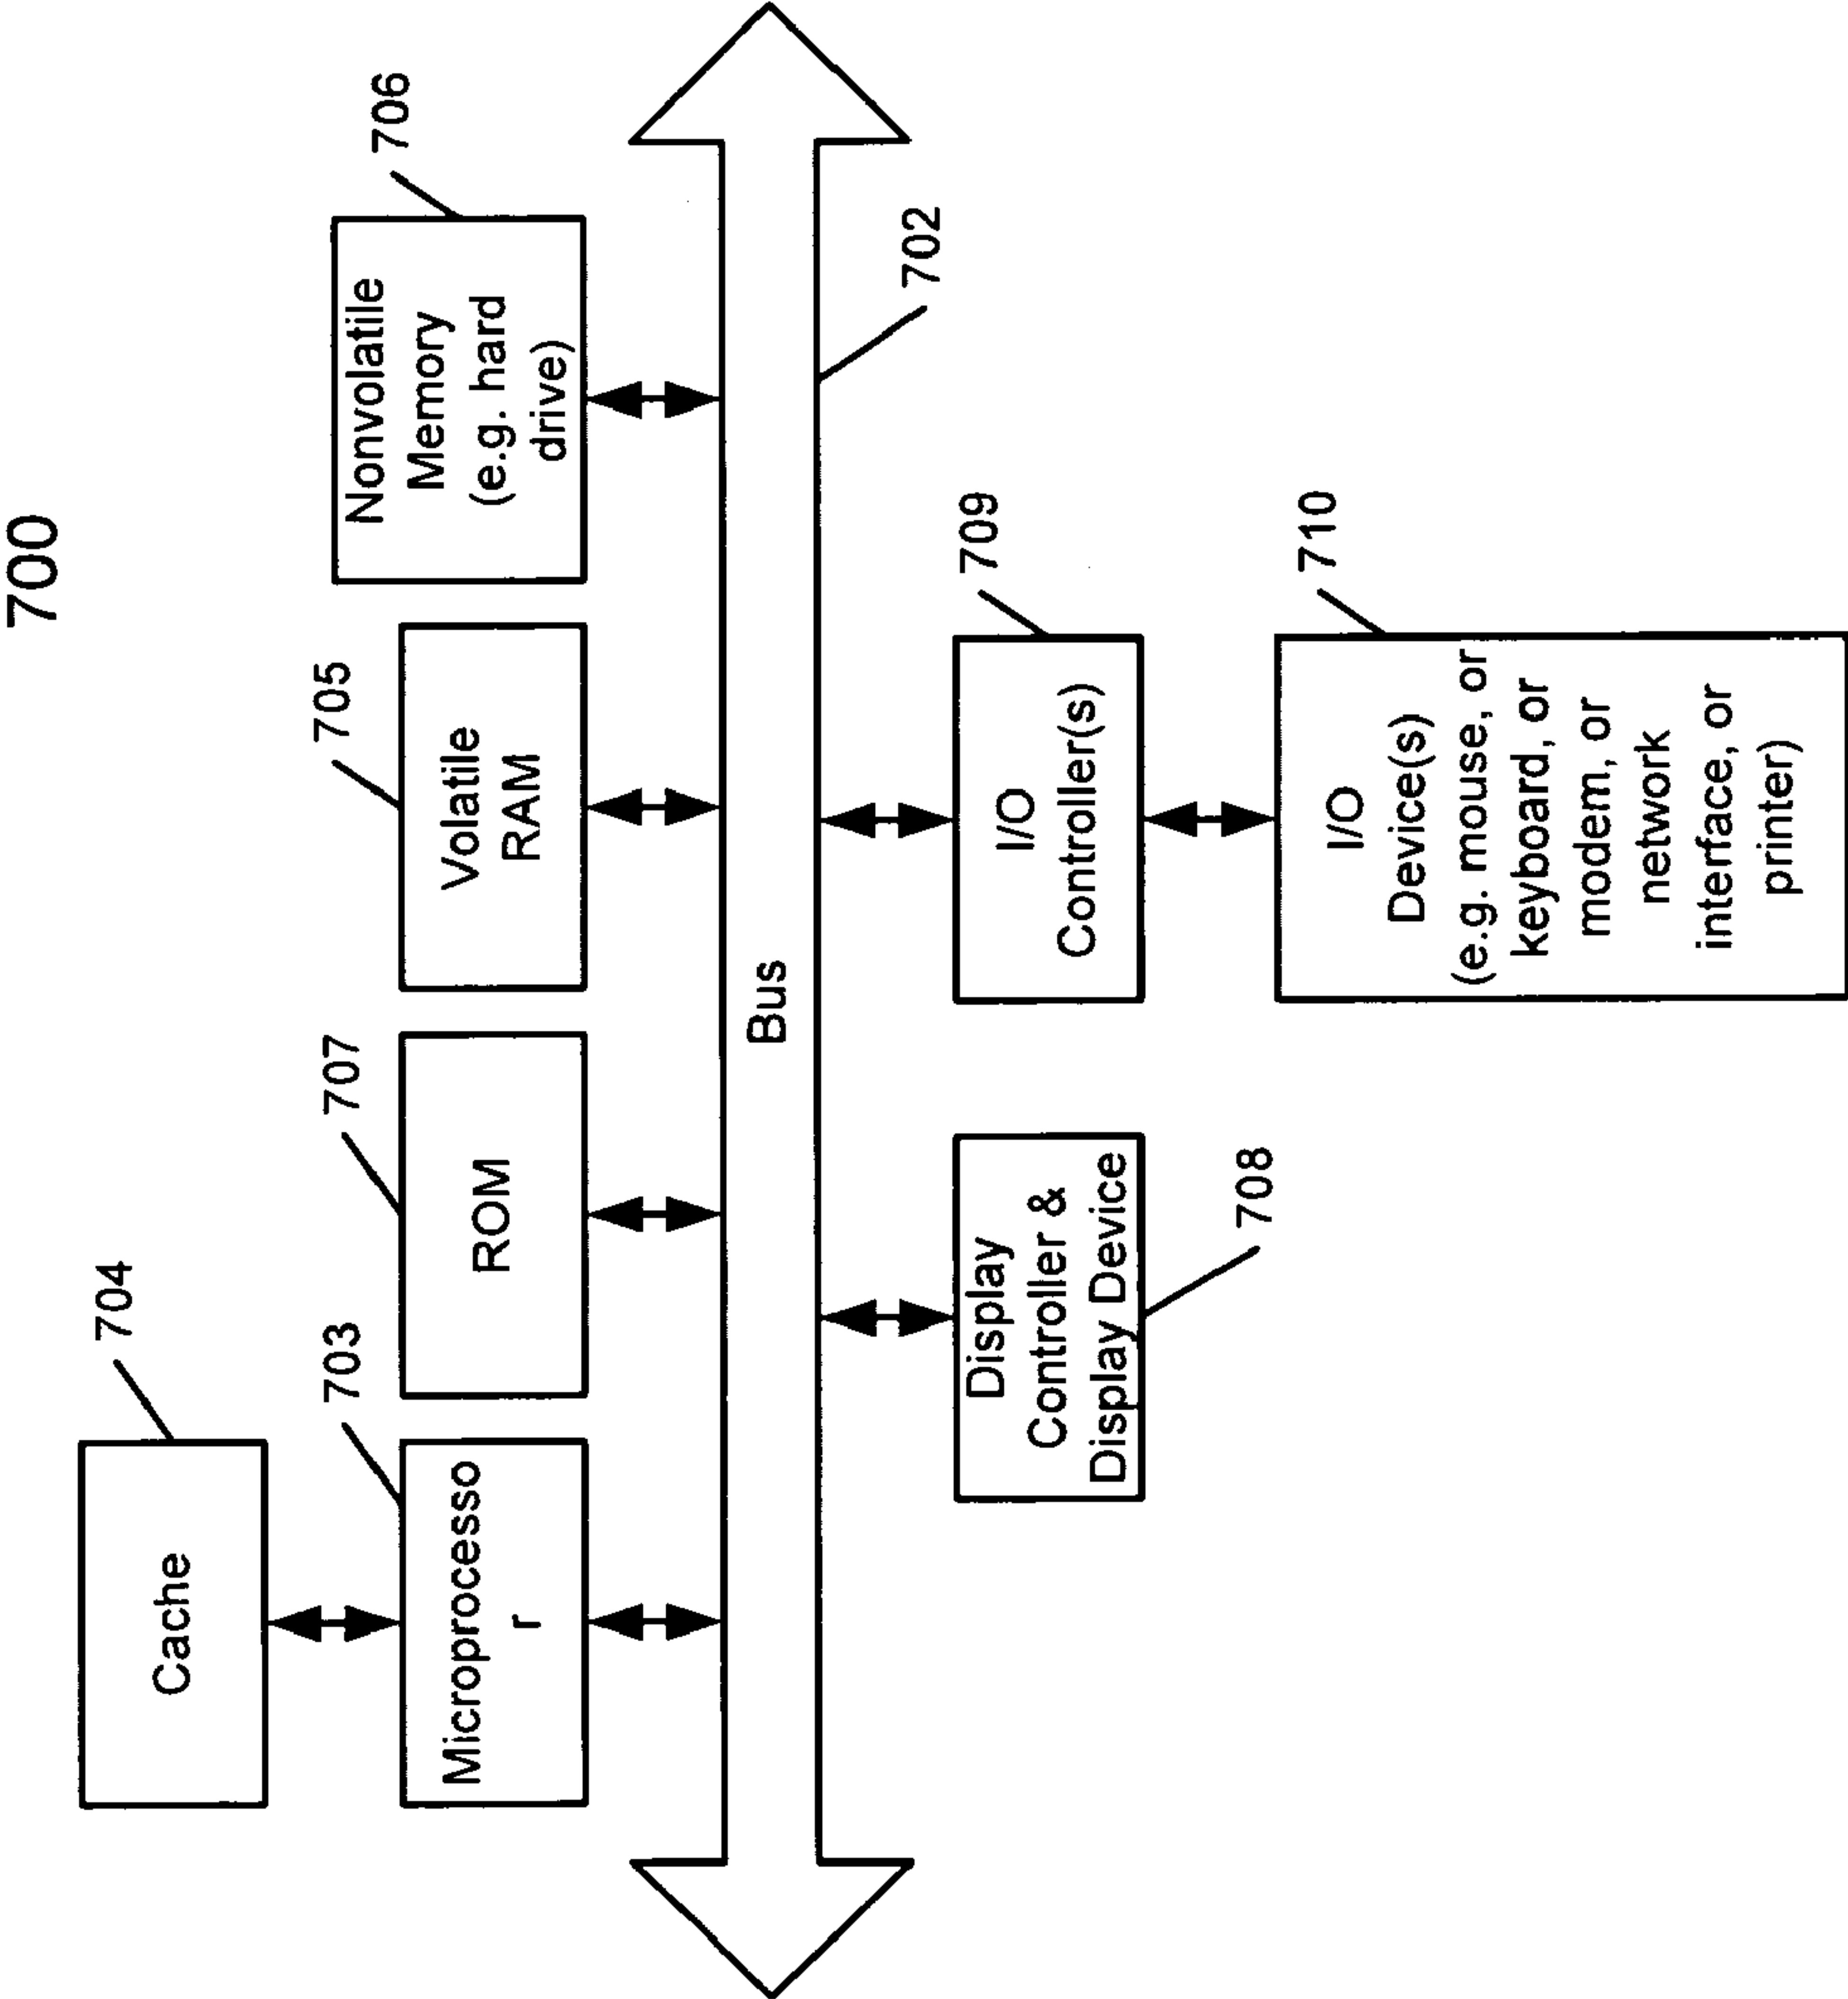 700
704
Cache
703
707
705
706
Microprocesso
r
ROM
Volatile
RAM
Nonvolatile
Memory
(e.g. hard
drive)
Bus
702
Display
Controller &
Display Device
708
I/O
Controller(s)
709
I/O
Device(s)
(e.g. mouse, or
keyboard, or
modem, or
network
interface, or
printer)
710